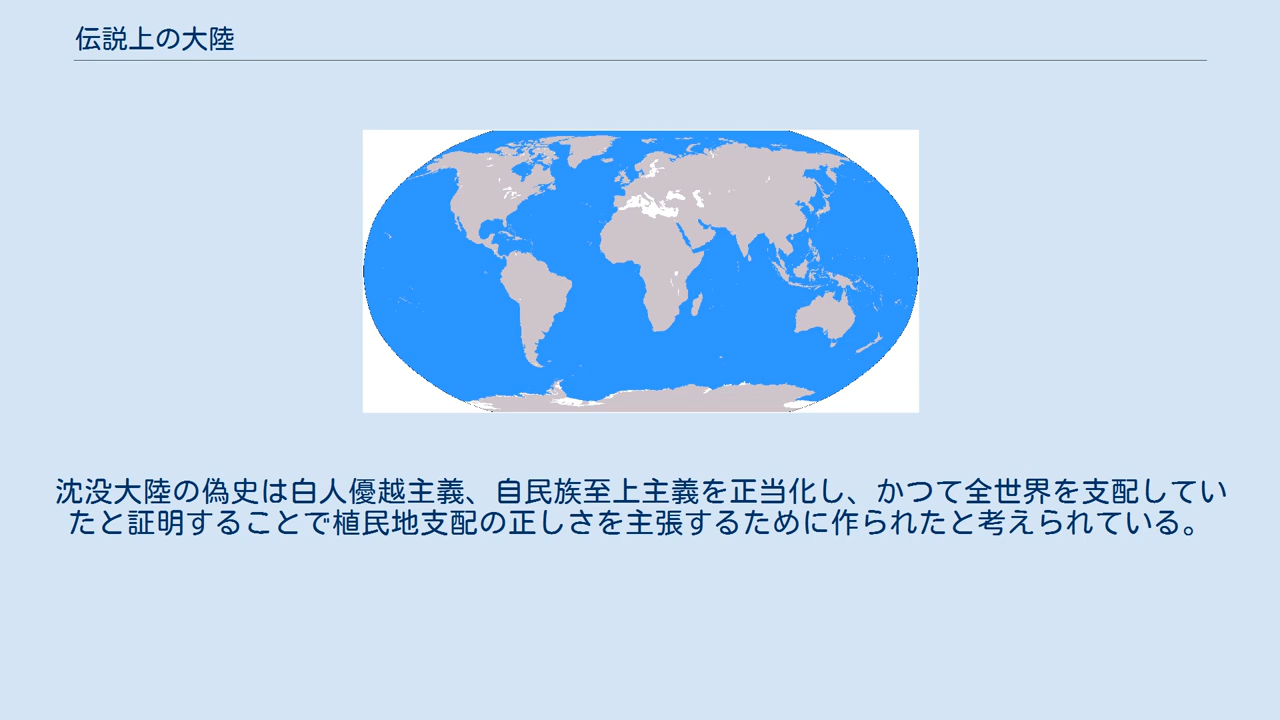 伝説上の大陸
沈没大陸の偽史は白人優越主義、自民族至上主義を正当化し、かつて全世界を支配してい
たと証明することで植民地支配の正しさを主張するために作られたと考えられている。